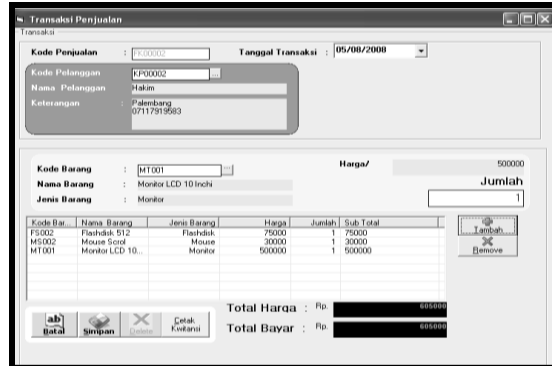 Transaksi Penjualan
Transaksi
Kode Penjualan : FK00002 Tanggal Transaksi : 05/08/2008
Kode Pelanggan KP00002 ...
Nama Pelanggan Hakim
Keterangan : Palembang
07117919583
Kode Barang : MT001 ... Harga/ 500000
Nama Barang : Monitor LCD 10 Inchi Jumlah
Jenis Barang : Monitor 1
Kode Bar... Nama Barang Jenis Barang Harga Jumlah Sub Total
FS002 Flashdisk 512 Flashdisk 75000 1 75000
MS002 Mouse Scrol Mouse 30000 1 30000
MT001 Monitor LCD 10... Monitor 500000 1 500000
Tambah
Remove
Total Harga : Rp. 605000
Total Bayar : Rp. 605000
ab Batal Simpan Delete Cetak Kwitansi